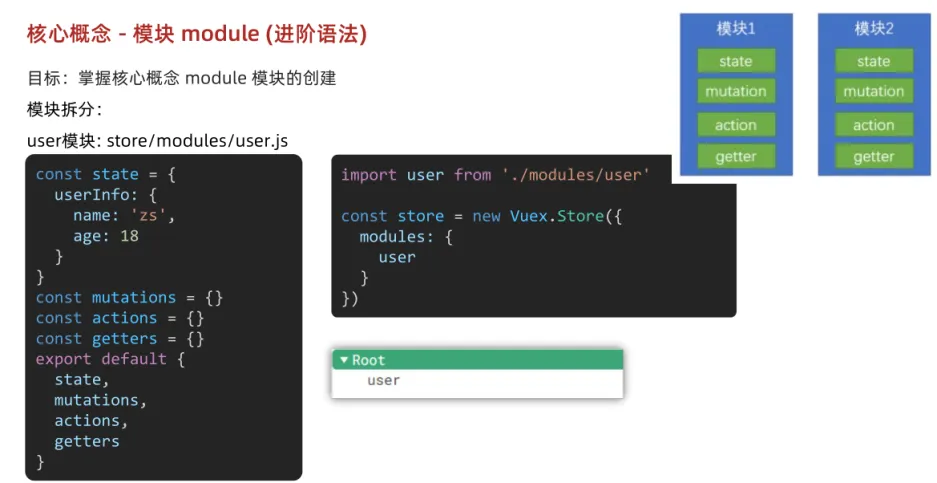 核心概念 - 模块 module (进阶语法)
目标：掌握核心概念 module 模块的创建
模块拆分：
user模块: store/modules/user.js
const state = {
  userInfo: {
    name: 'zs',
    age: 18
  }
}
const mutations = {}
const actions = {}
const getters = {}
export default {
  state,
  mutations,
  actions,
  getters
}
import user from './modules/user'
const store = new Vuex.Store({
  modules: {
    user
  }
})
Root
user
模块1
state
mutation
action
getter
模块2
state
mutation
action
getter